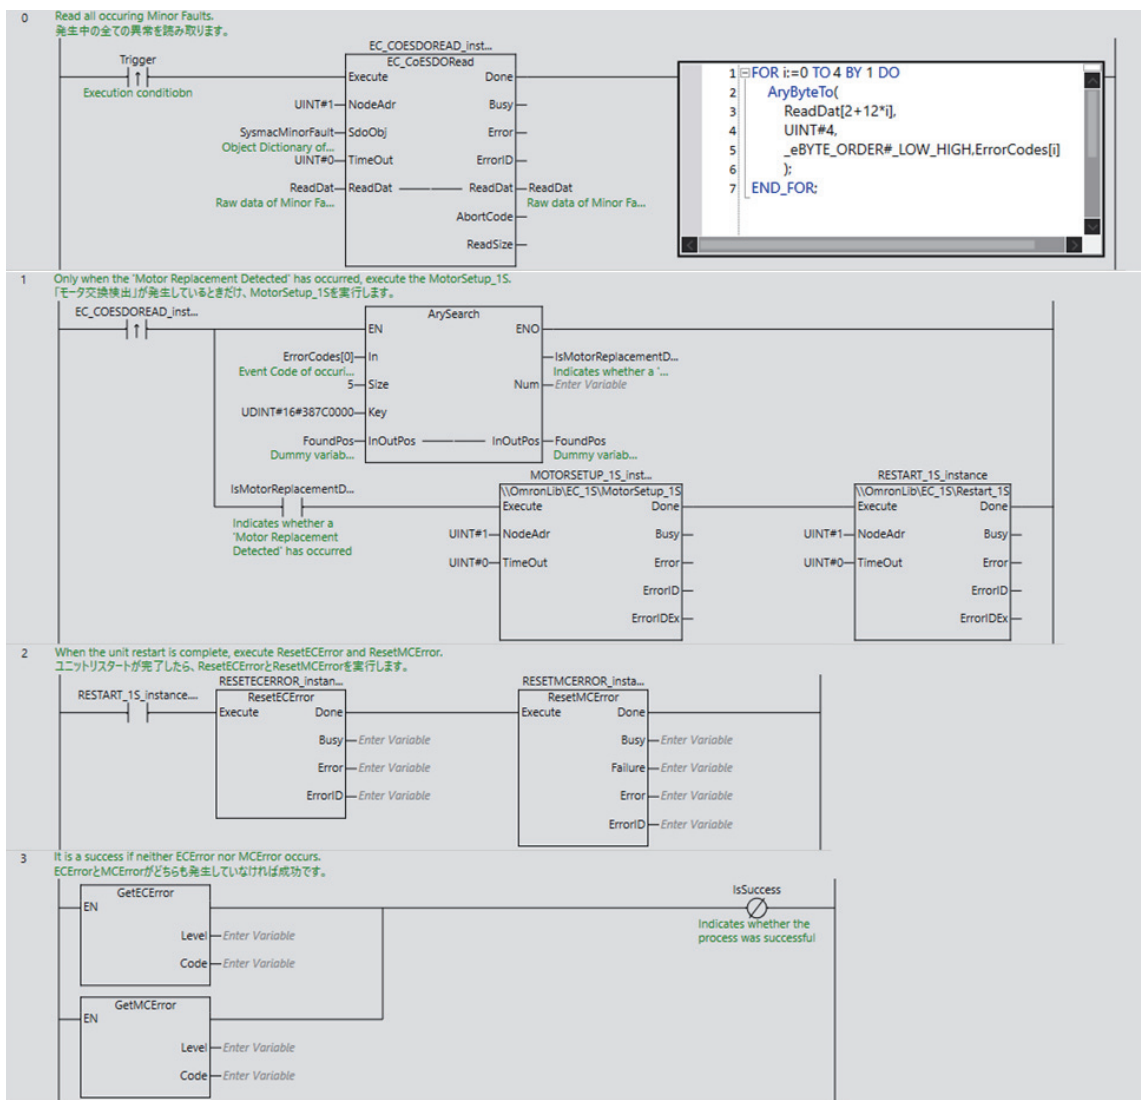 0
Read all occuring Minor Faults.
発生中の全ての異常を読み取ります。
Trigger
Execution conditiobn
EC_COESDOREAD_inst...
EC_CoESDORead
Execute Done
UINT#1 NodeAdr Busy
SysmacMinorFault SdoObj Error
Object Dictionary of...
UINT#0 TimeOut ErrorID
ReadDat ReadDat ReadDat ReadDat
Raw data of Minor Fa... Raw data of Minor Fa...
AbortCode
ReadSize
1 FOR i:=0 TO 4 BY 1 DO
2 AryByteTo(
3 ReadDat[2+12*i],
4 UINT#4,
5 _eBYTE_ORDER#_LOW_HIGH,ErrorCodes[i]
6 );
7 END_FOR;
1
Only when the 'Motor Replacement Detected' has occurred, execute the MotorSetup_1S.
「モータ交換検出」が発生しているときだけ、MotorSetup_1Sを実行します。
EC_COESDOREAD_inst...
ArySearch
EN ENO
ErrorCodes[0] In IsMotorReplacementD...
Event Code of occuri... Indicates whether a '...
5 Size Num Enter Variable
UDINT#16#387C0000 Key
FoundPos InOutPos InOutPos FoundPos
Dummy variab... Dummy variab...
IsMotorReplacementD...
Indicates whether a
'Motor Replacement
Detected' has occurred
MOTORSETUP_1S_inst...
\\OmronLib\EC_1S\MotorSetup_1S
Execute Done
UINT#1 NodeAdr Busy
UINT#0 TimeOut Error
ErrorID
ErrorIDEx
RESTART_1S_instance
\\OmronLib\EC_1S\Restart_1S
Execute Done
UINT#1 NodeAdr Busy
UINT#0 TimeOut Error
ErrorID
ErrorIDEx
2
When the unit restart is complete, execute ResetECError and ResetMCError.
ユニットリスタートが完了したら、ResetECErrorとResetMCErrorを実行します。
RESTART_1S_instance....
RESETECERROR_instan...
ResetECError
Execute Done
Busy Enter Variable
Error Enter Variable
ErrorID Enter Variable
RESETMCERROR_insta...
ResetMCError
Execute Done
Busy Enter Variable
Failure Enter Variable
Error Enter Variable
ErrorID Enter Variable
3
It is a success if neither ECError nor MCError occurs.
ECErrorとMCErrorがどちらも発生していなければ成功です。
GetECError
EN
Level Enter Variable
Code Enter Variable
IsSuccess
Indicates whether the
process was successful
GetMCError
EN
Level Enter Variable
Code Enter Variable